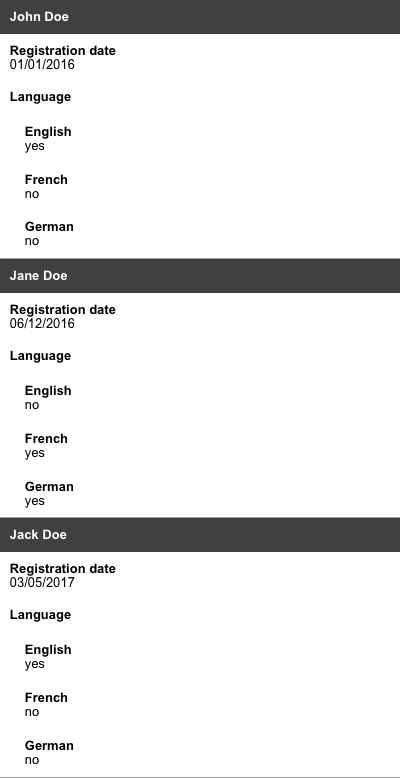 John Doe
Registration date
01/01/2016
Language
English
yes
French
no
German
no
Jane Doe
Registration date
06/12/2016
Language
English
no
French
yes
German
yes
Jack Doe
Registration date
03/05/2017
Language
English
yes
French
no
German
no